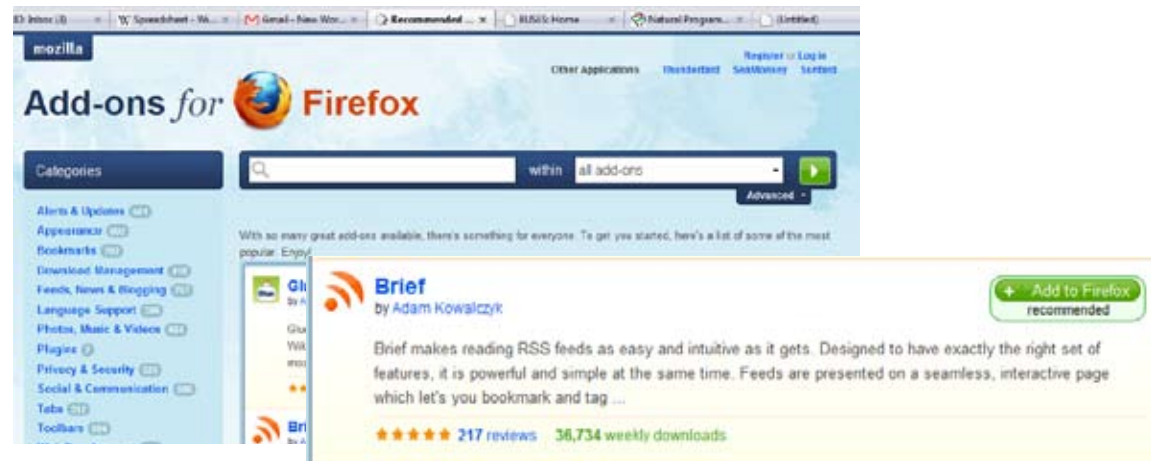 Inbox (3)
Spreadsheet - Wi...
Gmail - New Wor... 
Recommended ...
RUSES: Home
Natural Program...
(Untitled)
mozilla
Register or Log in
Other Applications Thunderbird SeaMonkey Sunbird
Add-ons for Firefox
Categories
within all add-ons
Advanced
Alerts & Updates
Appearance
Bookmarks
Download Management
Feeds, News & Blogging
Language Support
Photos, Music & Videos
Plugins
Privacy & Security
Social & Communication
Tabs
Toolbars
With so many great add-ons available, there's something for everyone. To get you started, here's a list of some of the most
popular. Enjoy!
Brief
by Adam Kowalczyk
+ Add to Firefox
recommended
Brief makes reading RSS feeds as easy and intuitive as it gets. Designed to have exactly the right set of
features, it is powerful and simple at the same time. Feeds are presented on a seamless, interactive page
which let's you bookmark and tag ...
217 reviews 36,734 weekly downloads